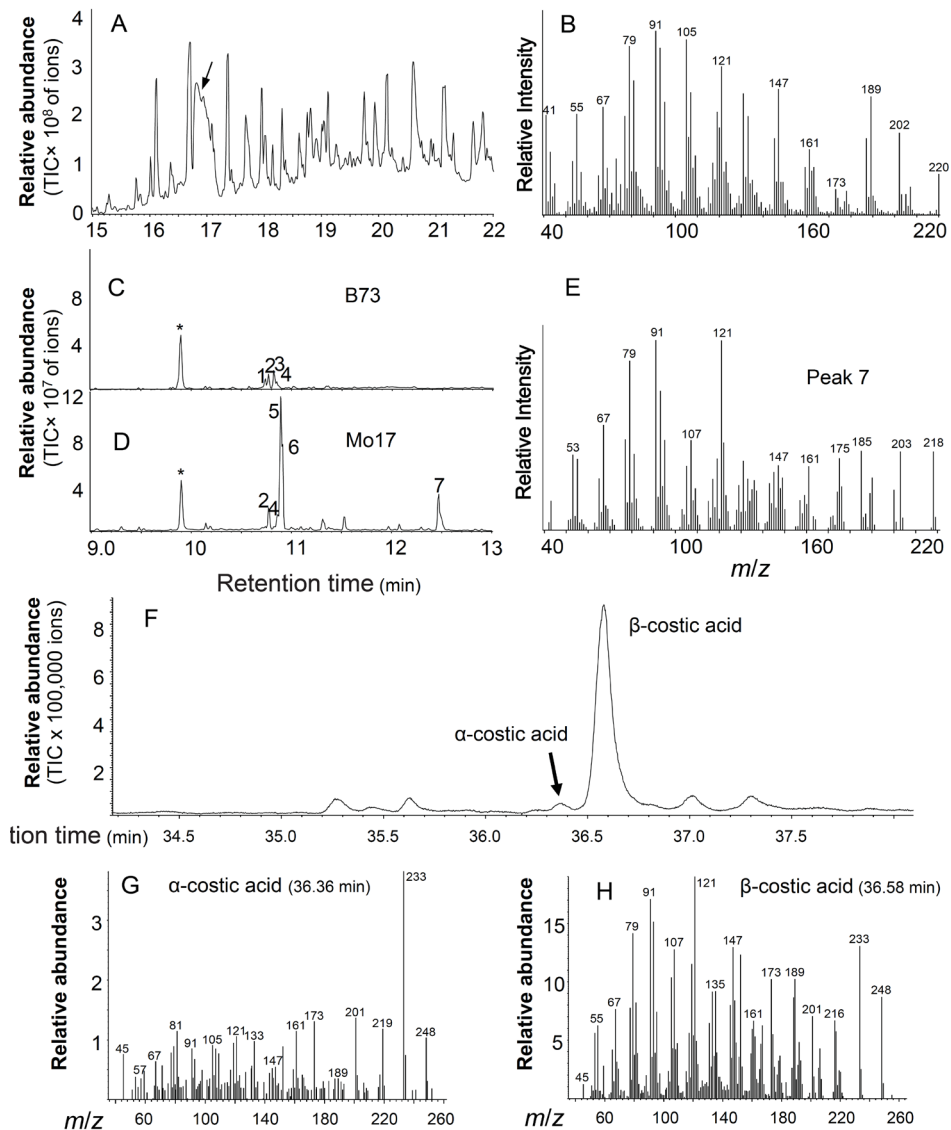 A
Relative abundance
(TIC× 10⁸ of ions)
4
3
2
1
0
15 16 17 18 19 20 21 22
B
Relative Intensity
41 55 67 79 91 105 121 147 161 173 189 202 220
40 100 160 220
C
B73
Relative abundance
(TIC× 10⁷ of ions)
8
4
* 1 2 3 4
12
D
Mo17
8
4
* 2 4 5 6 7
9.0 10 11 12 13
Retention time (min)
E
Peak 7
Relative Intensity
53 67 79 91 107 121 147 161 175 185 203 218
40 100 160 220
m/z
F
Relative abundance
(TIC x 100,000 ions)
8
6
4
2
β-costic acid
α-costic acid
tion time (min) 34.5 35.0 35.5 36.0 36.5 37.0 37.5
G
α-costic acid (36.36 min)
Relative abundance
3
2
1
45 57 67 81 91 105 121 133 147 161 173 189 201 219 233 248
m/z 60 100 140 180 220 260
H
β-costic acid (36.58 min)
Relative abundance
15
10
5
0
45 55 67 79 91 107 121 135 147 161 173 189 201 216 233 248
m/z 60 100 140 180 220 260